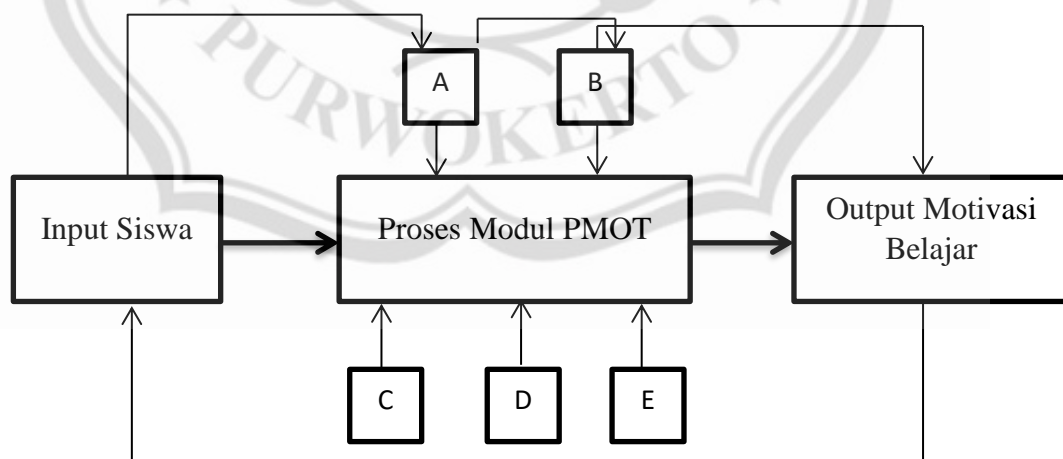 PURWOKERTO
A
B
Input Siswa
Proses Modul PMOT
Output Motivasi
Belajar
C
D
E